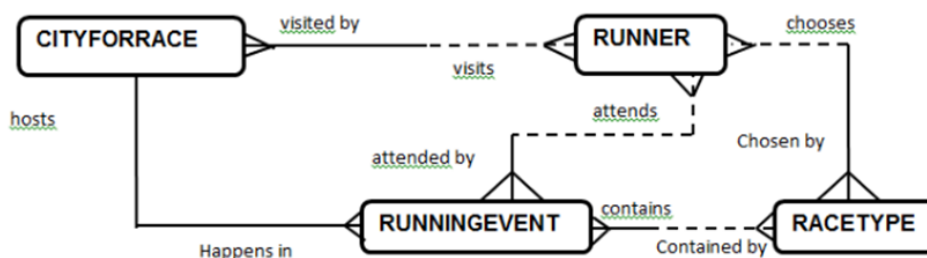 visited by
chooses
CITYFORRACE
RUNNER
visits
hosts
attends
Chosen by
attended by
contains
RUNNINGEVENT
RACETYPE
Happens in
Contained by